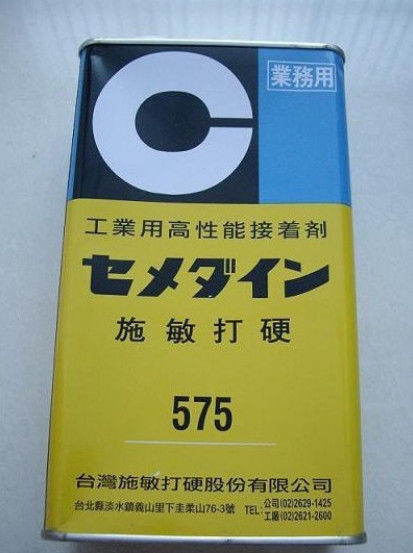 C
業務用
工業用高性能接着剤
セメダイン
施敏打硬
575
台灣施敏打硬股份有限公司
台北縣淡水鎮義山里下圭柔山76-3號 TEL: 公司(02)2629-1425
工廠(02)2621-2600